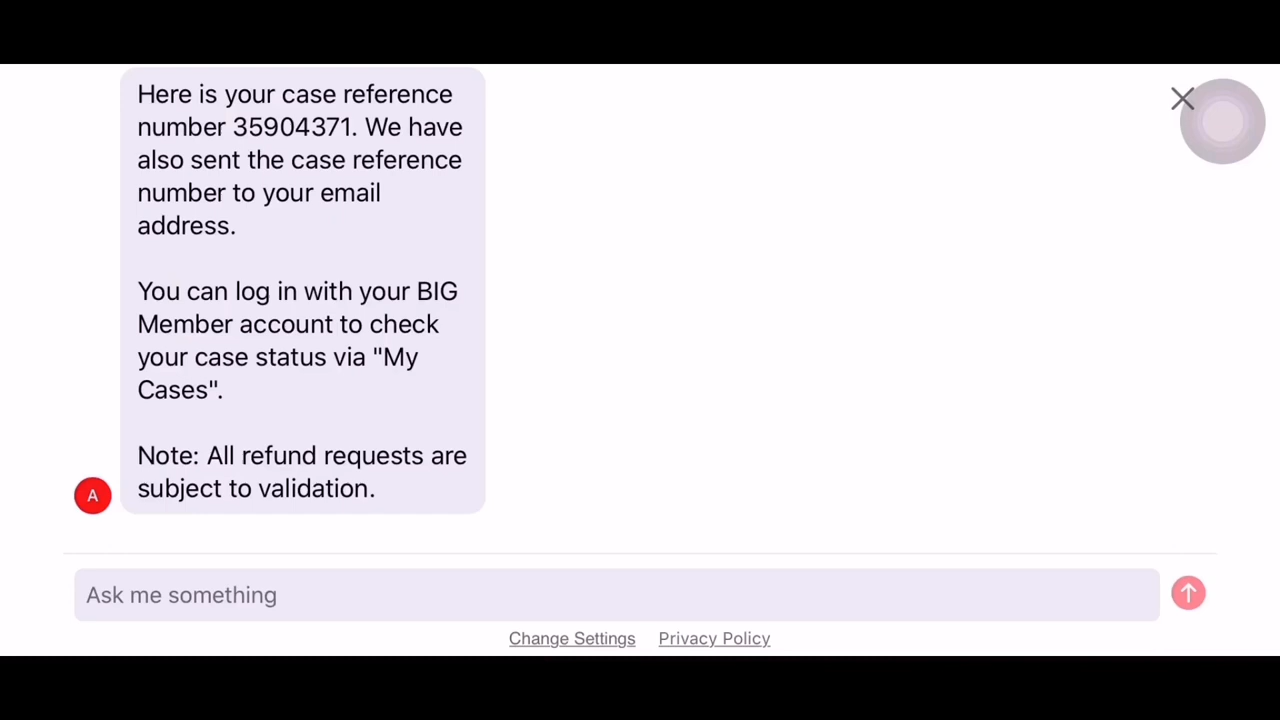 Here is your case reference
number 35904371. We have
also sent the case reference
number to your email
address.
You can log in with your BIG
Member account to check
your case status via "My
Cases".
Note: All refund requests are
subject to validation.
A
Ask me something
Change Settings Privacy Policy